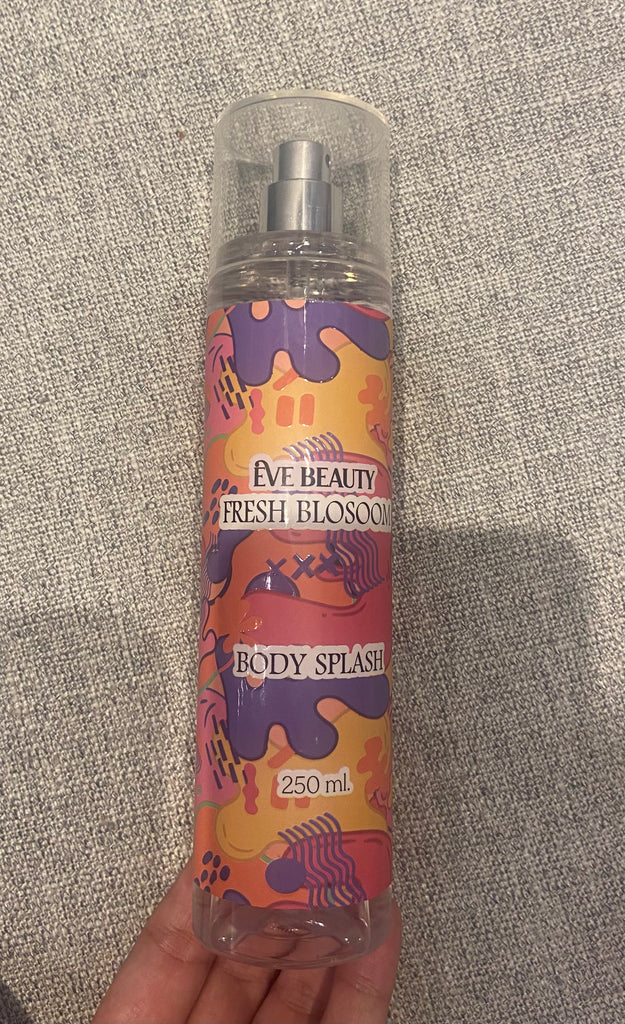 ÈVE BEAUTY
FRESH BLOSOOM
BODY SPLASH
250 ml.